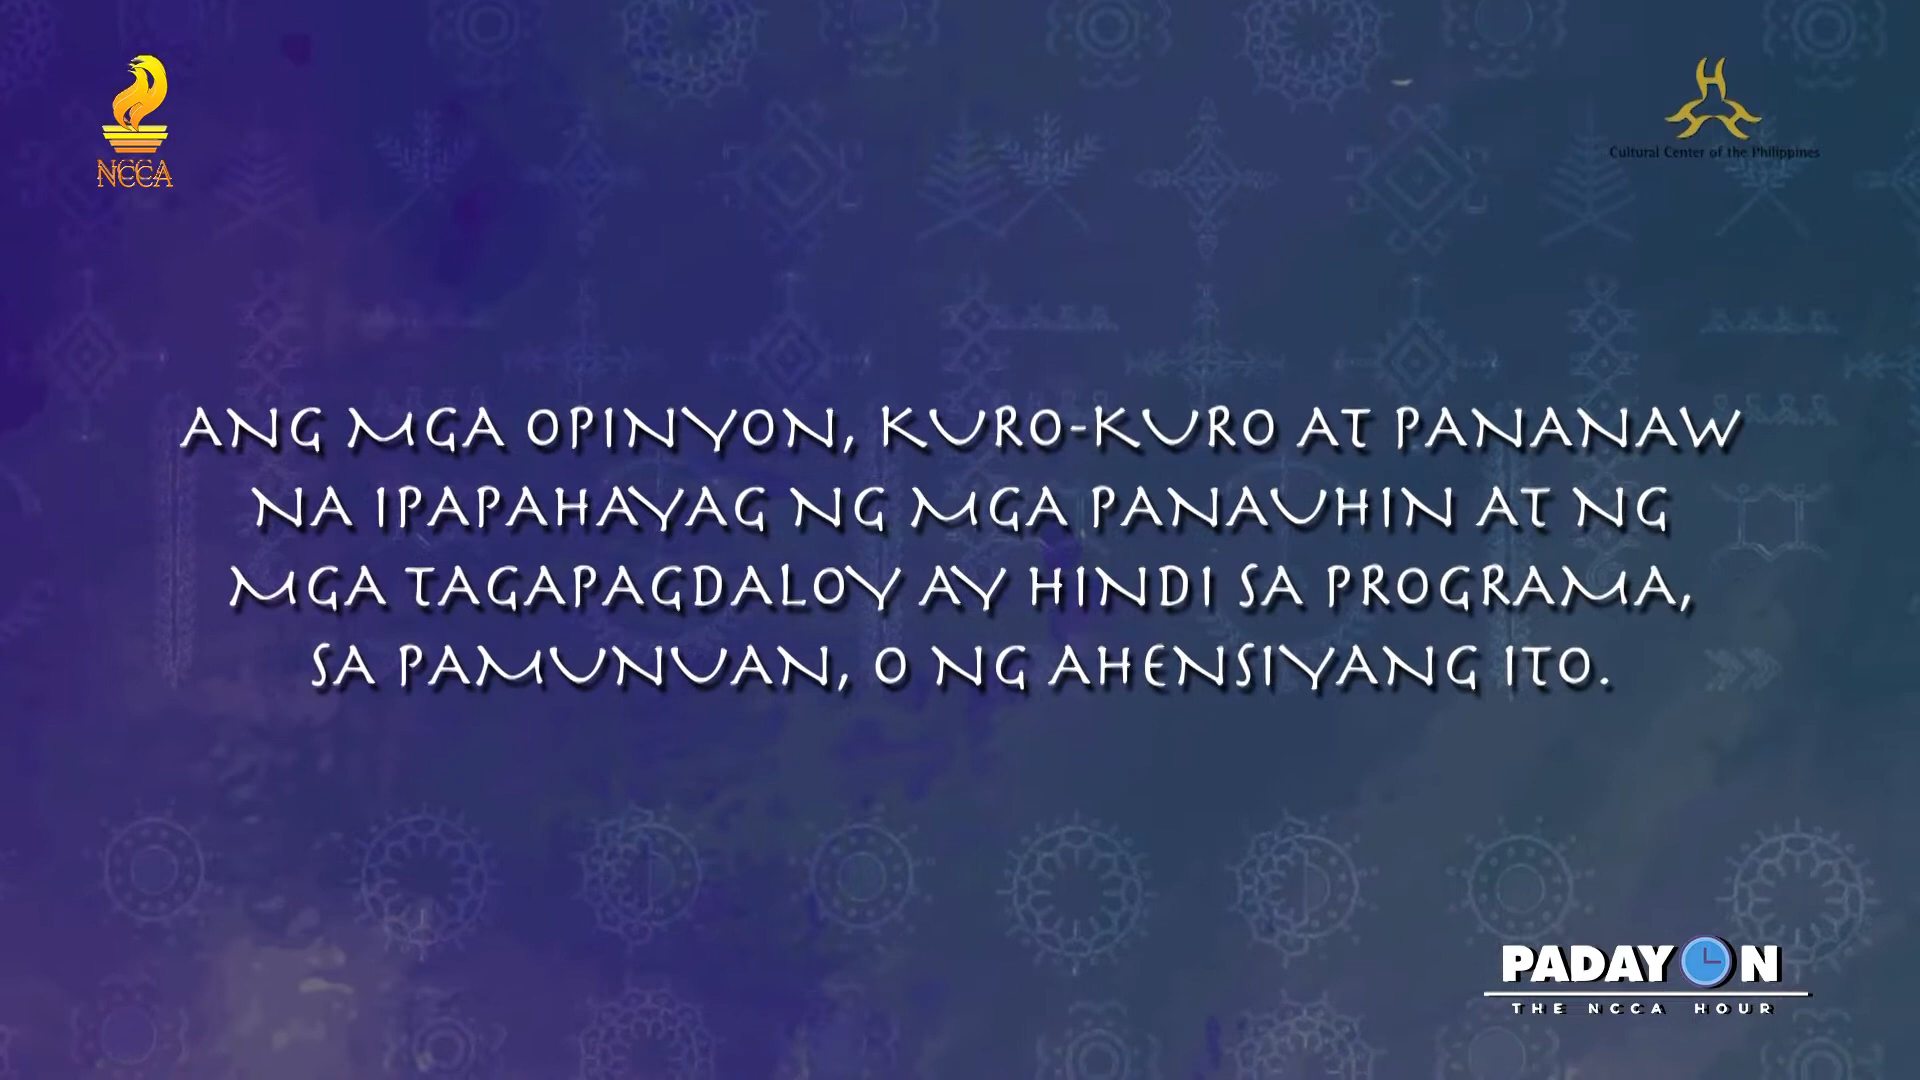 NCCA
Cultural Center of the Philippines
ANG MGA OPINYON, KURO-KURO AT PANANAW
NA IPAPAHAYAG NG MGA PANAUHIN AT NG
MGA TAGAPAGDALOY AY HINDI SA PROGRAMA,
SA PAMUNUAN, O NG AHENSIYANG ITO.
PADAYON
THE NCCA HOUR